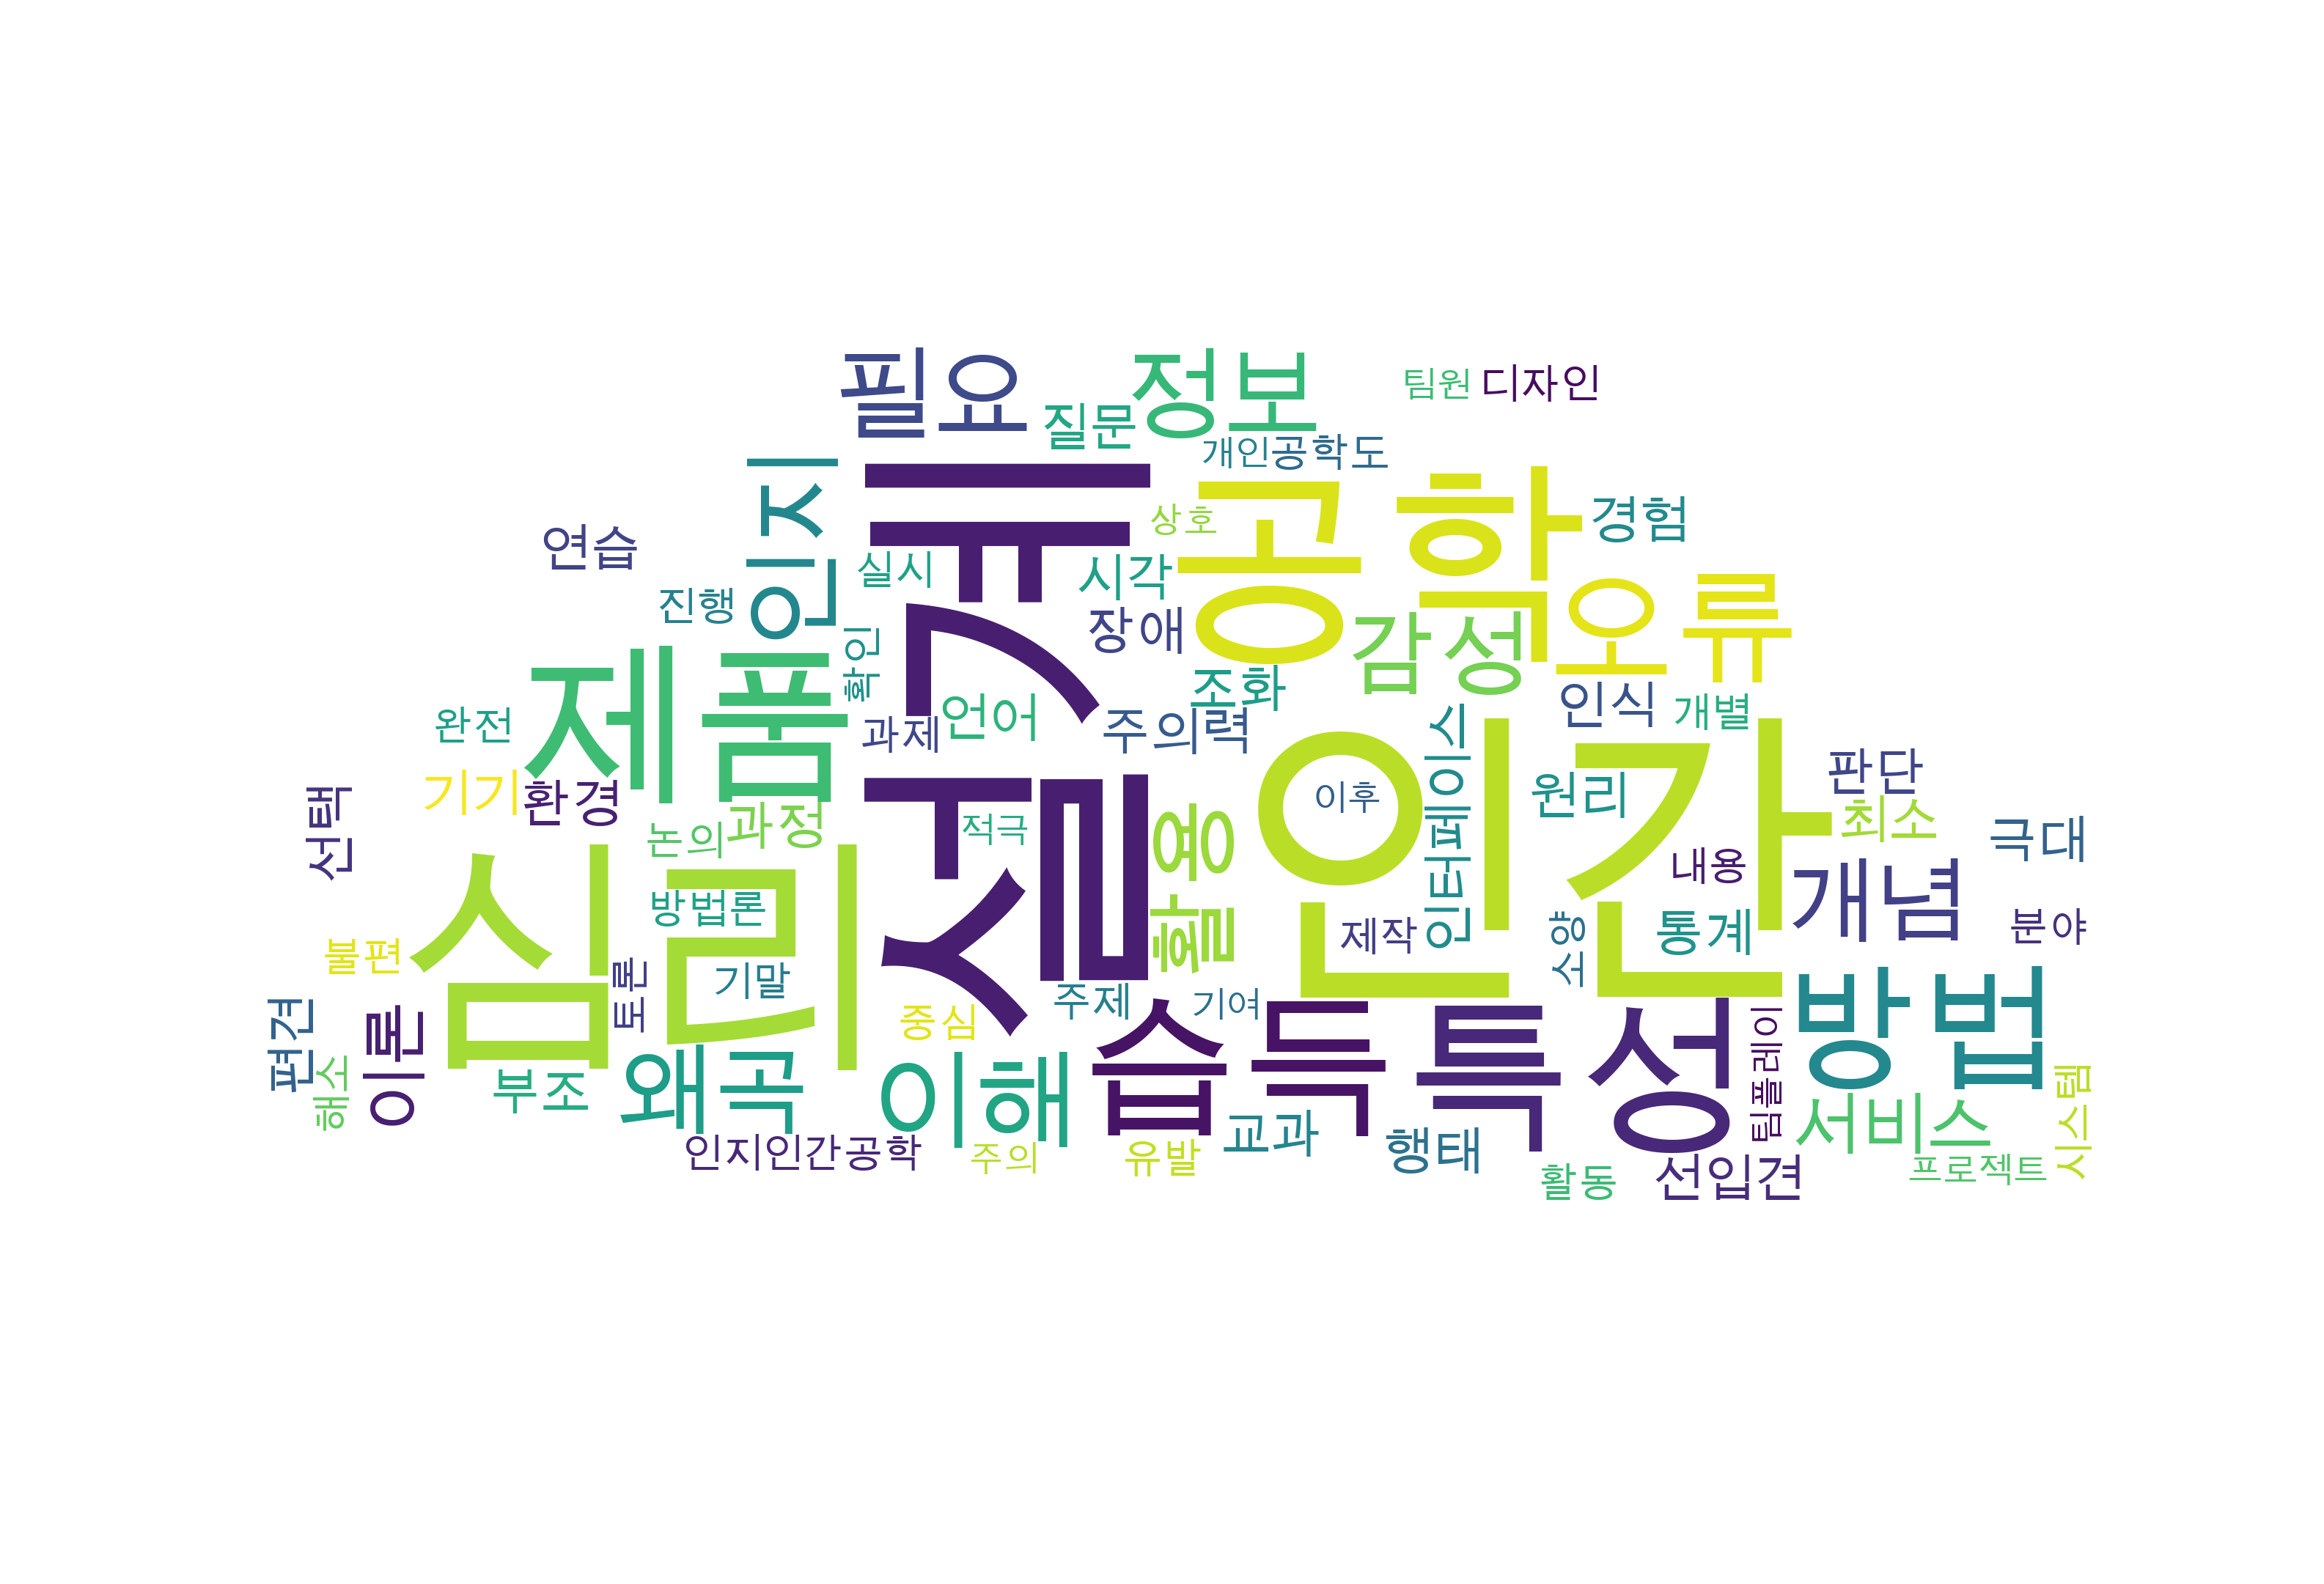 필요
정보
질문
팀원
디자인
개인
공학도
인지
설계
공학
상호
경험
연습
실시
시각
진행
장애
오류
감성
확인
제품
조화
인식
개별
완전
과제
언어
주의력
인터페이스
인간
이후
원리
판단
최소
극대
선택
기기
환경
과정
논의
적극
효율
내용
개념
심리
방법론
제작
소양
통계
분야
불편
토론
기말
중심
주제
기여
습득
특성
방법
편견
이론
해소
부조
왜곡
이해
교과
행태
팀플레이
서비스
시스템
인지인간공학
주의
유발
활동
선입견
프로젝트